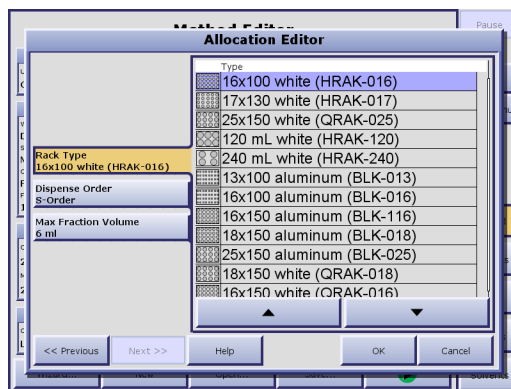 Method Editor
Pause
Allocation Editor
Type
16x100 white (HRAK-016)
17x130 white (HRAK-017)
25x150 white (QRAK-025)
120 mL white (HRAK-120)
240 mL white (HRAK-240)
13x100 aluminum (BLK-013)
16x100 aluminum (BLK-016)
16x150 aluminum (BLK-116)
18x150 aluminum (BLK-018)
25x150 aluminum (BLK-025)
18x150 white (QRAK-018)
16x150 white (QRAK-016)
Rack Type
16x100 white (HRAK-016)
Dispense Order
S-Order
Max Fraction Volume
6 ml
<< Previous
Next >>
Help
OK
Cancel
Solvents